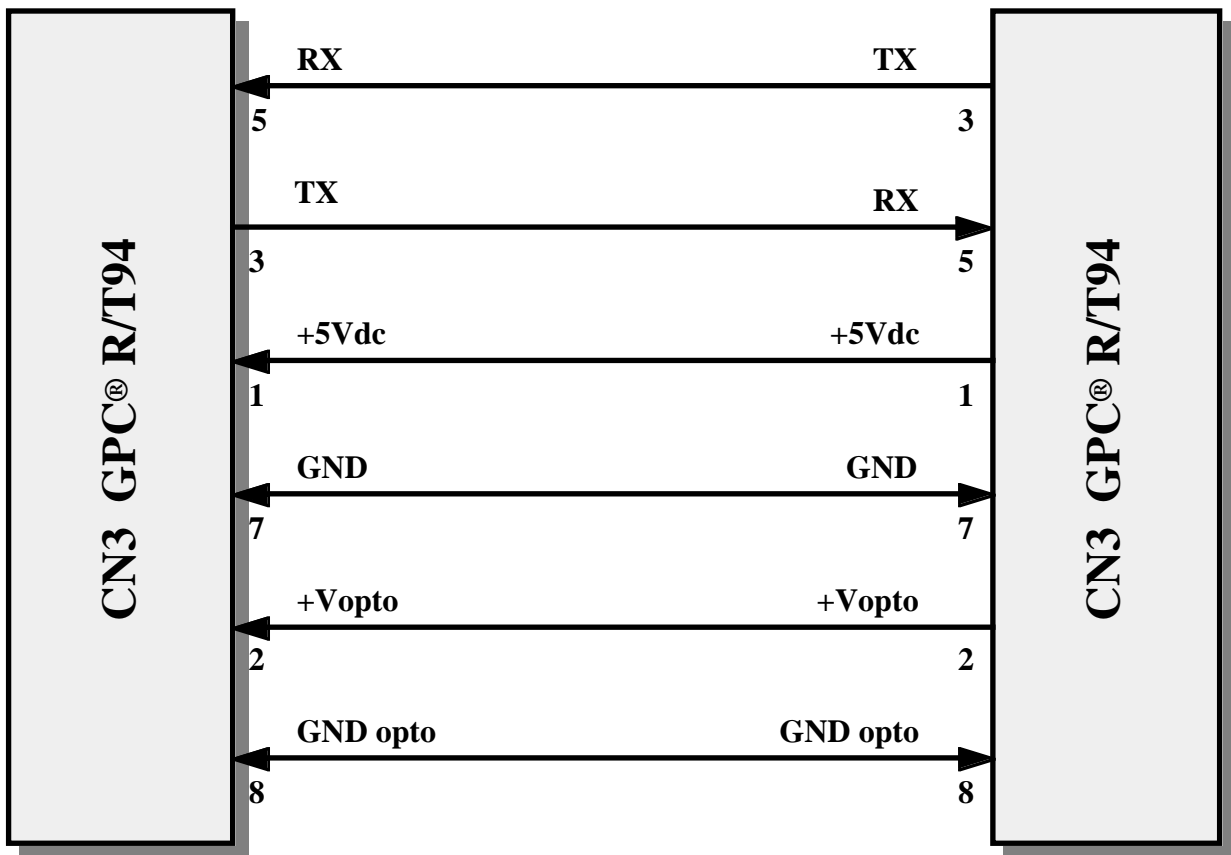 RX TX
5 3
TX RX
3 5
+5Vdc +5Vdc
1 1
GND GND
7 7
+Vopto +Vopto
2 2
GND opto GND opto
8 8
CN3 GPC® R/T94
CN3 GPC® R/T94